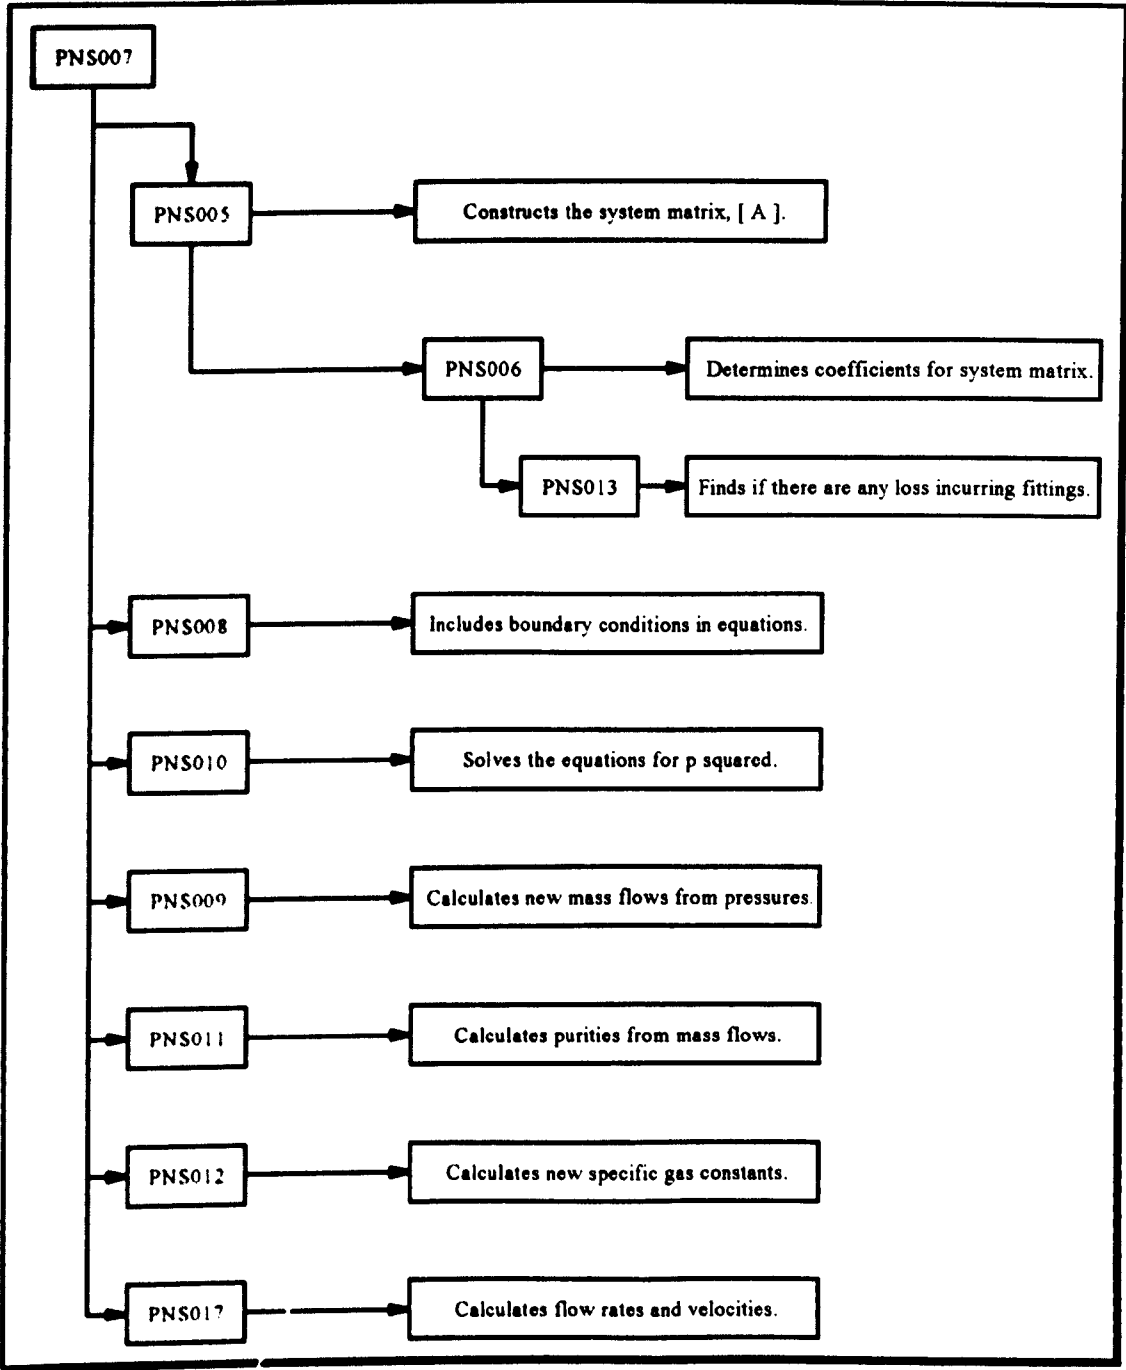 PNS007
PNS005
Constructs the system matrix, [ A ].
PNS006
Determines coefficients for system matrix.
PNS013
Finds if there are any loss incurring fittings.
PNS008
Includes boundary conditions in equations.
PNS010
Solves the equations for p squared.
PNS009
Calculates new mass flows from pressures.
PNS011
Calculates purities from mass flows.
PNS012
Calculates new specific gas constants.
PNS017
Calculates flow rates and velocities.